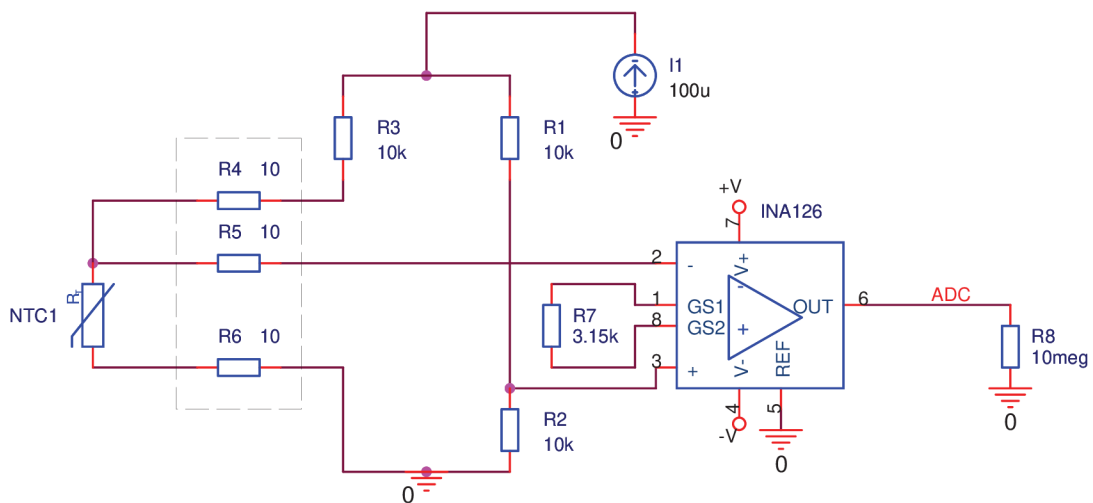 I1
100u
0
R3
10k
R1
10k
R4 10
R5 10
R6 10
NTC1
+V
7
INA126
2
-
V+
1
GS1
8
GS2
3
+
-
+
OUT
6
ADC
V-
REF
4
5
-V
0
R7
3.15k
R8
10meg
0
R2
10k
0